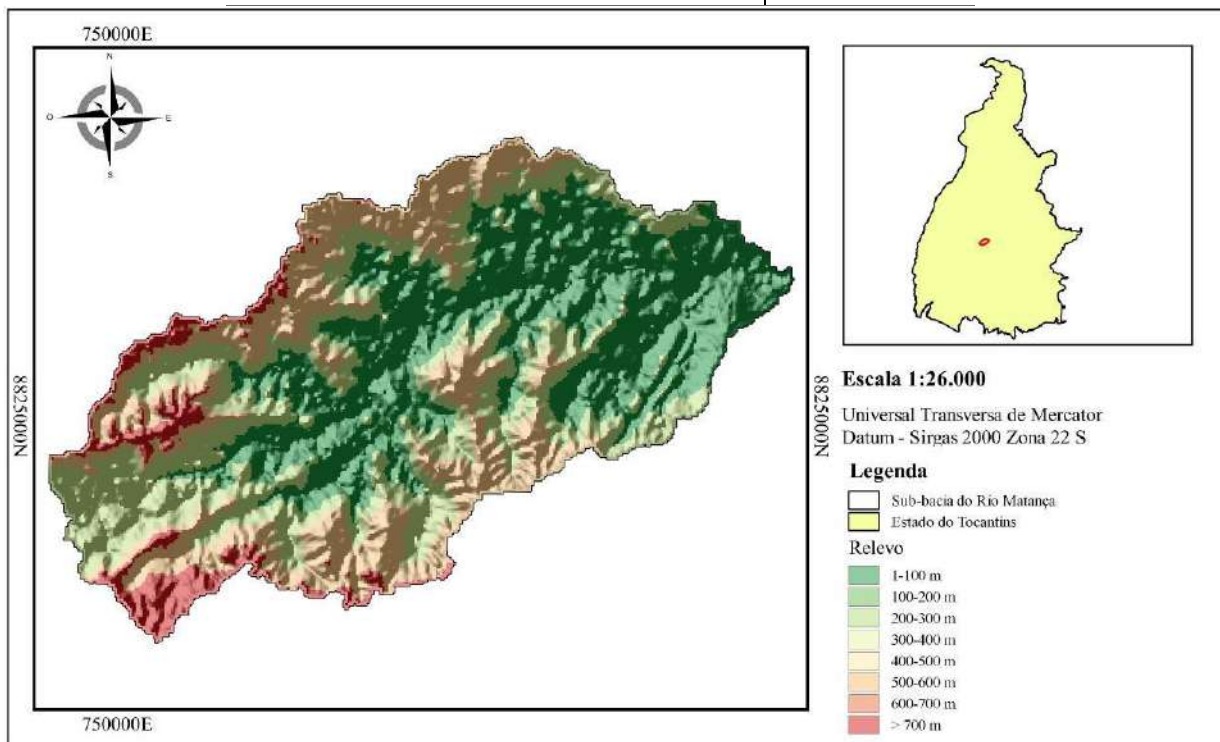 750000E
N
O
E
S
8825000N
8825000N
750000E
Escala 1:26.000
Universal Transversa de Mercator
Datum - Sirgas 2000 Zona 22 S
Legenda
Sub-bacia do Rio Matança
Estado do Tocantins
Relevo
1-100 m
100-200 m
200-300 m
300-400 m
400-500 m
500-600 m
600-700 m
> 700 m